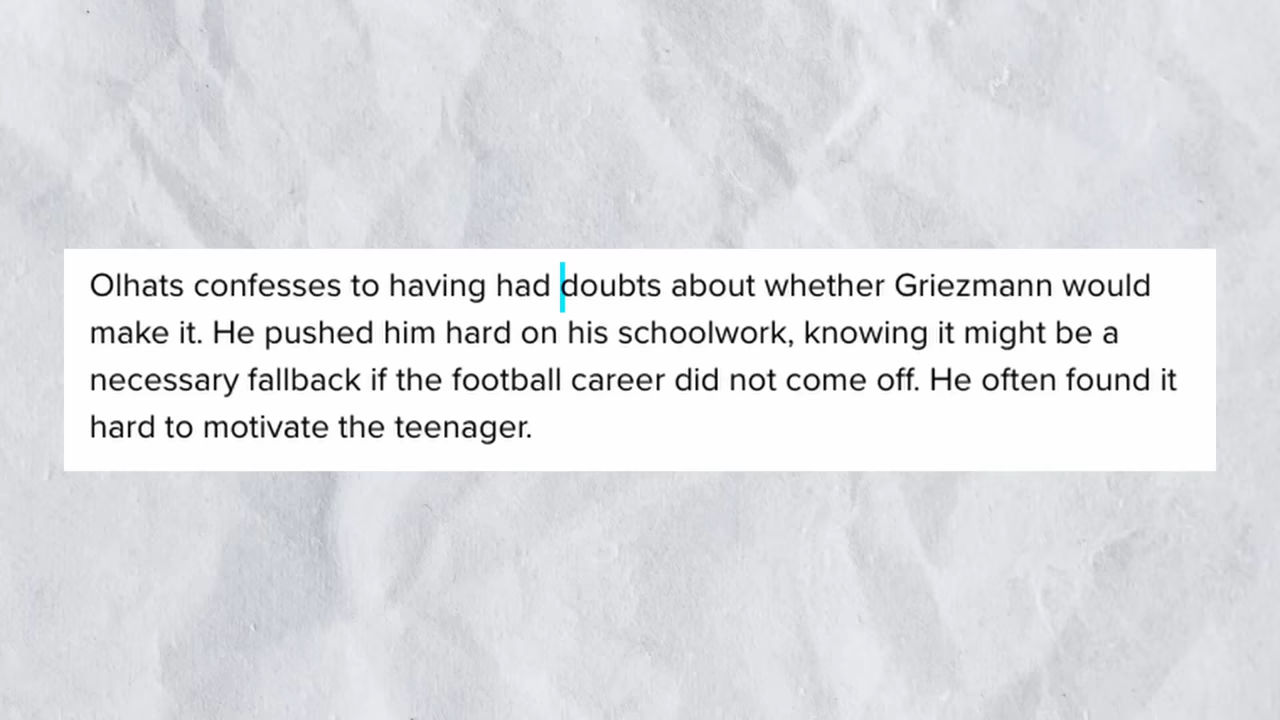 Olhats confesses to having had doubts about whether Griezmann would
make it. He pushed him hard on his schoolwork, knowing it might be a
necessary fallback if the football career did not come off. He often found it
hard to motivate the teenager.